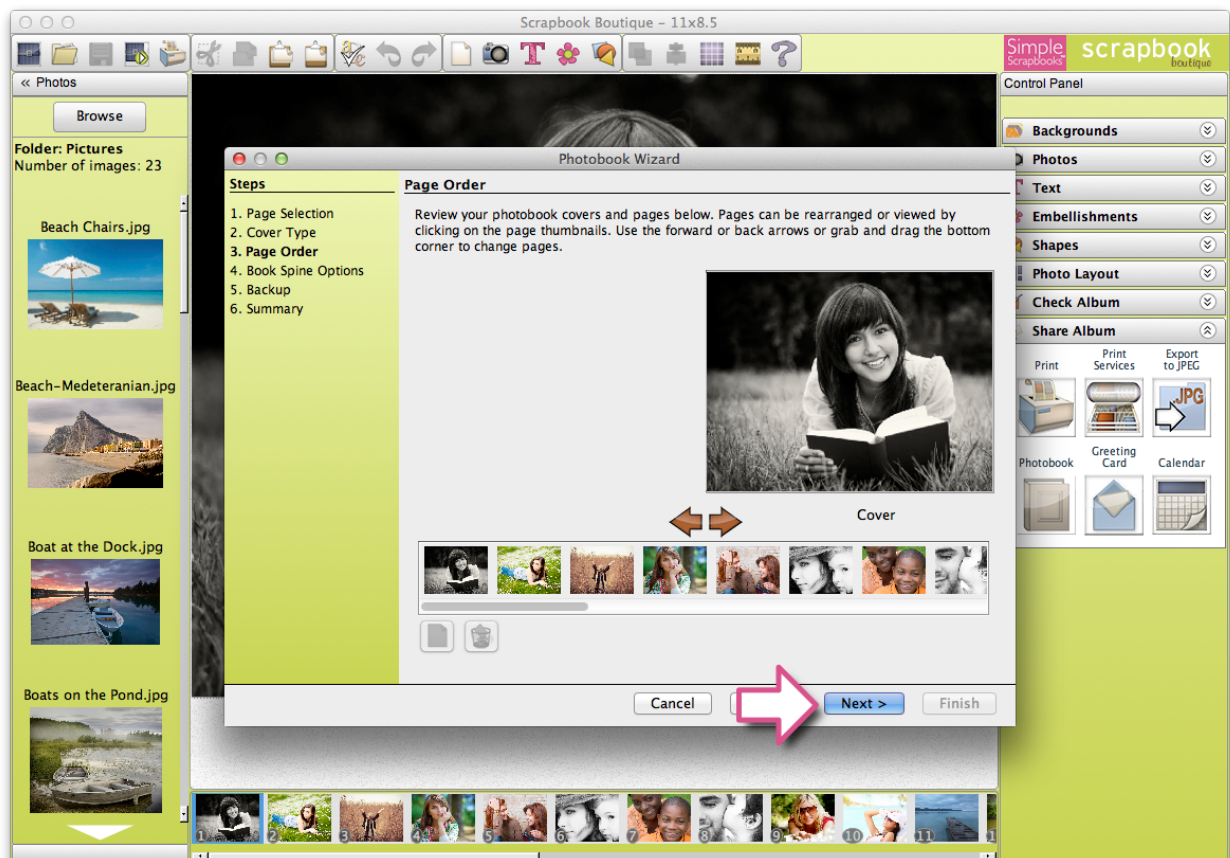 Scrapbook Boutique – 11x8.5
Simple
Scrapbooks
scrapbook
boutique
« Photos
Browse
Folder: Pictures
Number of images: 23
Beach Chairs.jpg
Beach-Medeteranian.jpg
Boat at the Dock.jpg
Boats on the Pond.jpg
Photobook Wizard
Steps
1. Page Selection
2. Cover Type
3. Page Order
4. Book Spine Options
5. Backup
6. Summary
Page Order
Review your photobook covers and pages below. Pages can be rearranged or viewed by
clicking on the page thumbnails. Use the forward or back arrows or grab and drag the bottom
corner to change pages.
Cover
Cancel
Next >
Finish
Control Panel
Backgrounds
Photos
Text
Embellishments
Shapes
Photo Layout
Check Album
Share Album
Print
Print
Services
Export
to JPEG
JPG
Photobook
Greeting
Card
Calendar
1 2 3 4 5 6 7 8 9 10 11 1